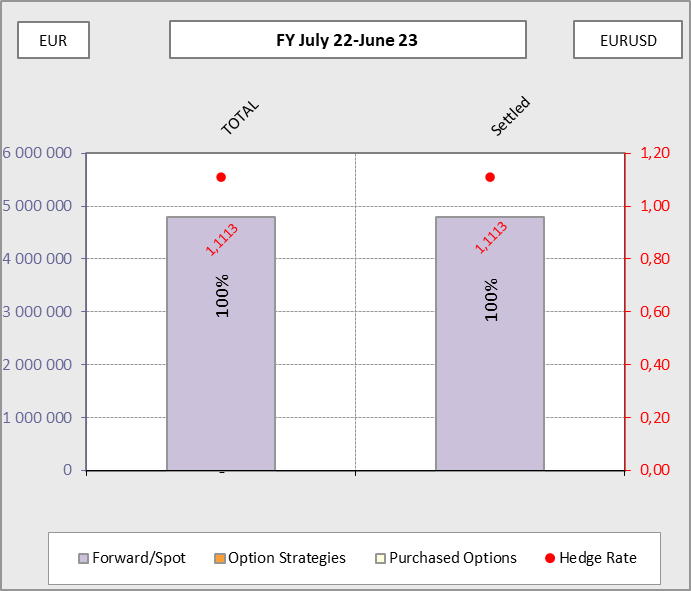 EUR
FY July 22-June 23
EURUSD
TOTAL
Settled
6 000 000
5 000 000
4 000 000
3 000 000
2 000 000
1 000 000
0
1,20
1,00
0,80
0,60
0,40
0,20
0,00
1,1113
100%
1,1113
100%
-
Forward/Spot
Option Strategies
Purchased Options
Hedge Rate